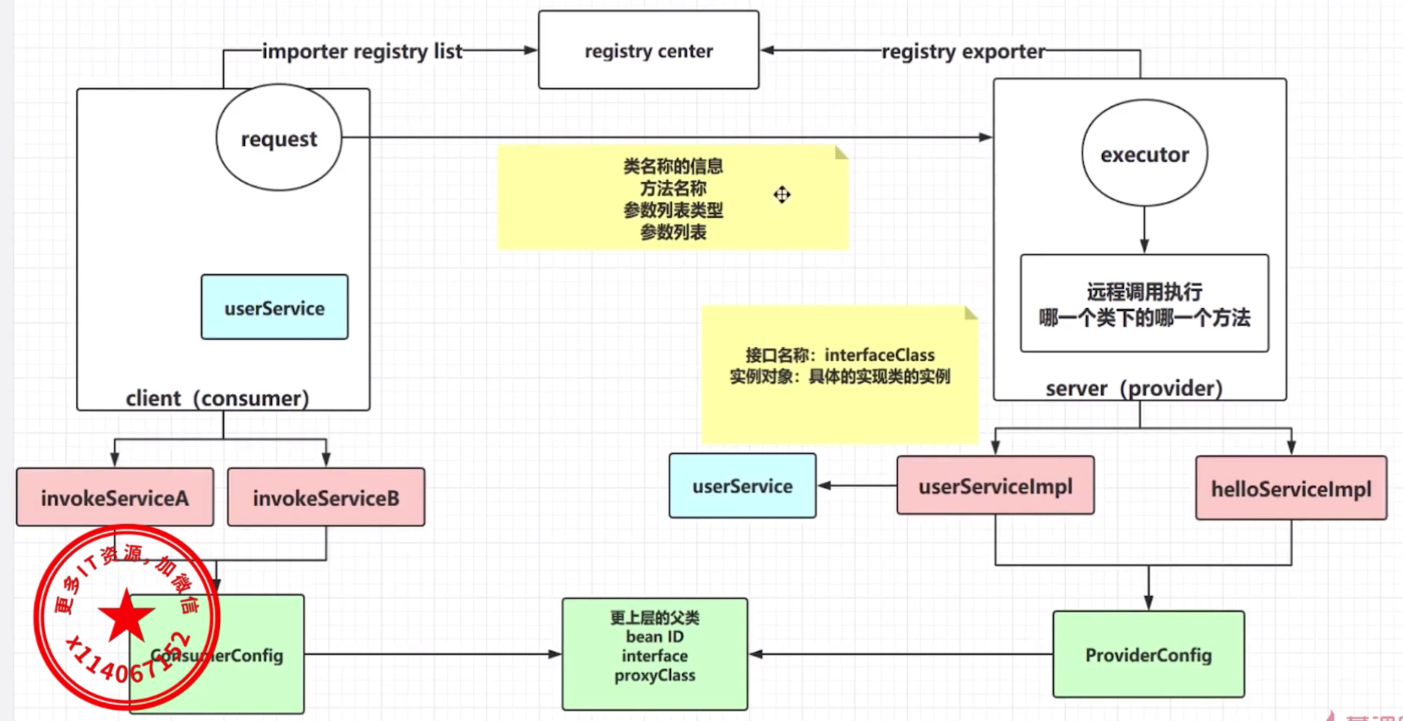 importer registry list
registry center
registry exporter
request
executor
类名称的信息
方法名称
参数列表类型
参数列表
远程调用执行
哪一个类下的哪一个方法
userService
接口名称：interfaceClass
实例对象：具体的实现类的实例
client（consumer）
server（provider）
invokeServiceA
invokeServiceB
userService
userServiceImpl
helloServiceImpl
更多IT资源，加微信
x114067152
ConsumerConfig
更上层的父类
bean ID
interface
proxyClass
ProviderConfig